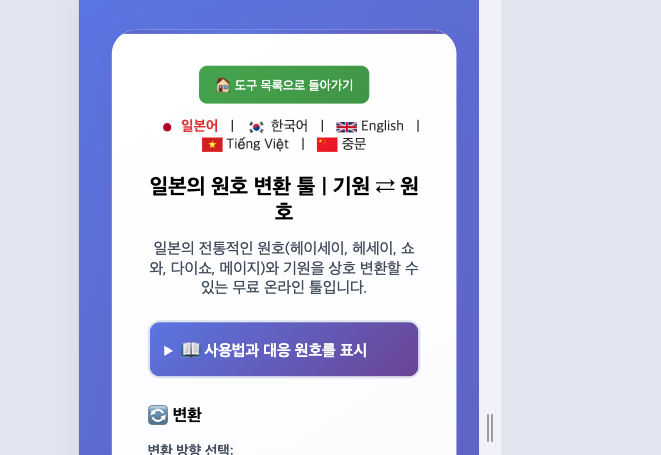 도구 목록으로 돌아가기
일본어 | 한국어 | English |
Tiếng Việt | 중문
일본의 원호 변환 툴 | 기원 ⇄ 원
호
일본의 전통적인 원호(헤이세이, 헤세이, 쇼
와, 다이쇼, 메이지)와 기원을 상호 변환할 수
있는 무료 온라인 툴입니다.
▶ 사용법과 대응 원호를 표시
변환
변환 방향 선택: